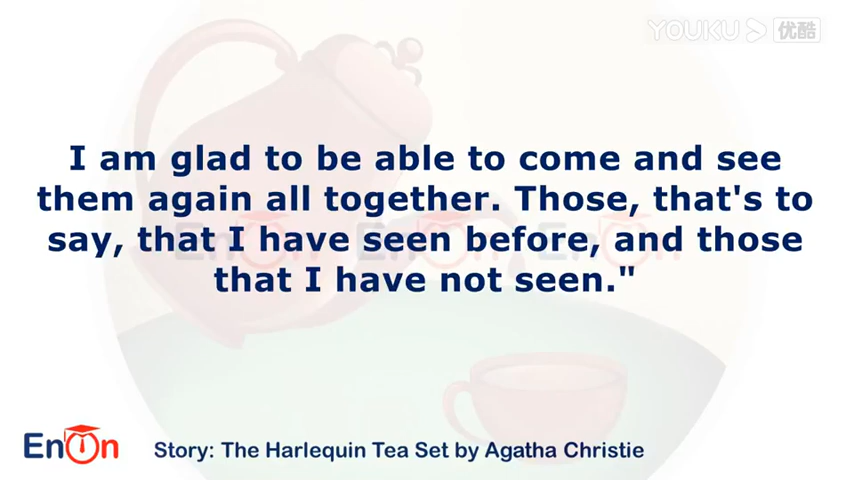 YOUKU 优酷
I am glad to be able to come and see
them again all together. Those, that's to
say, that I have seen before, and those
that I have not seen."
EnOn
Story: The Harlequin Tea Set by Agatha Christie